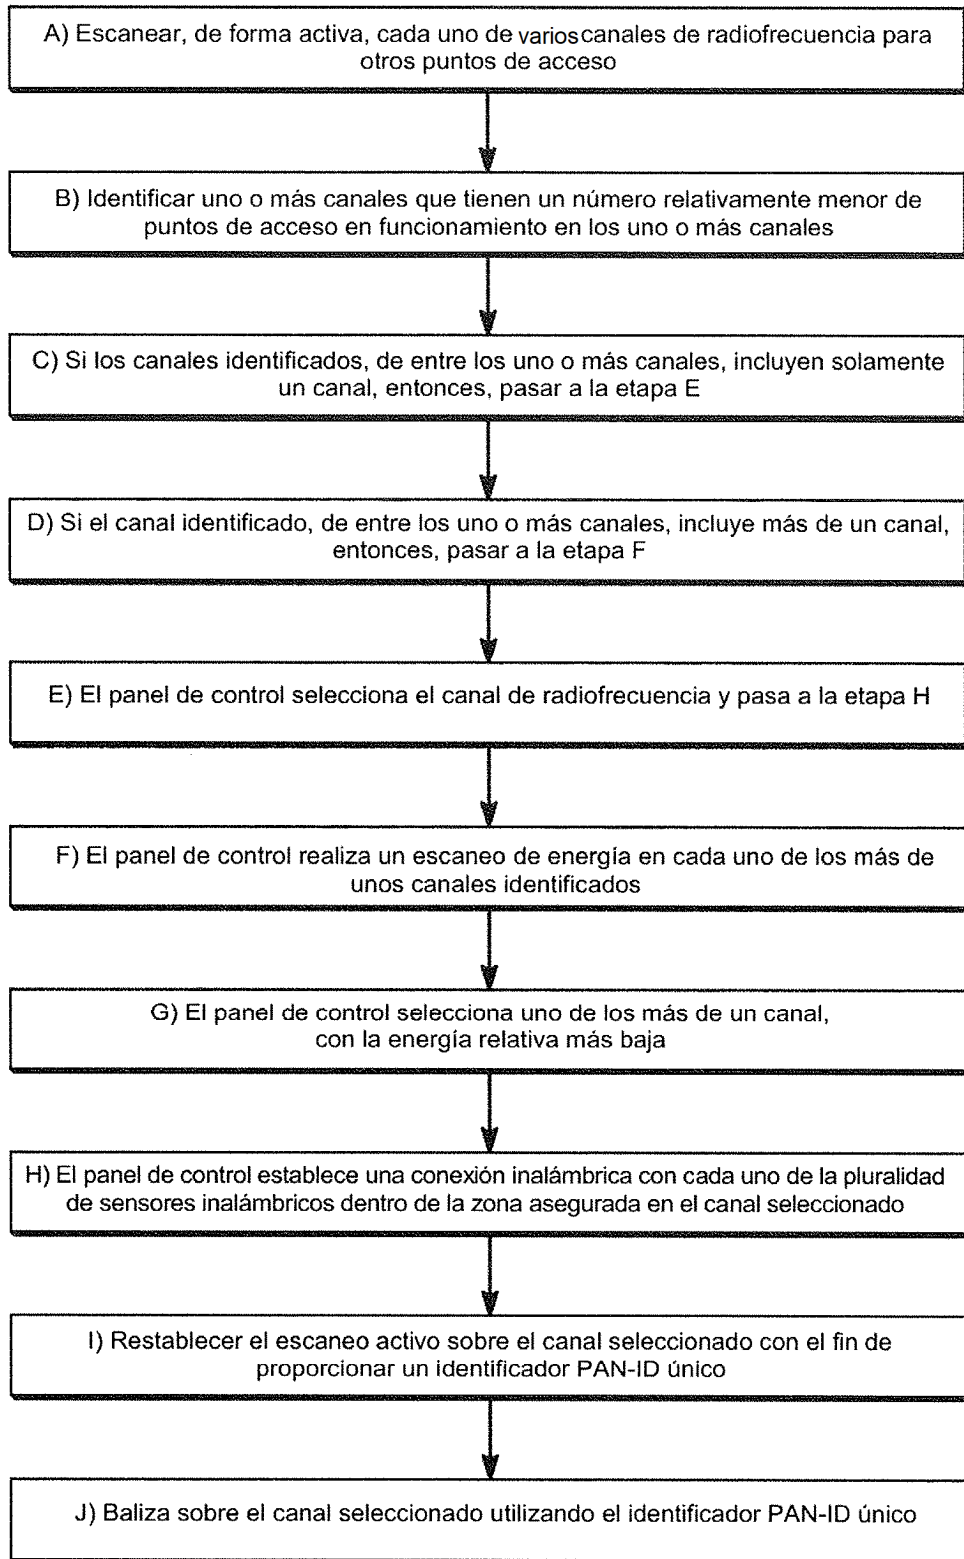 A) Escanear, de forma activa, cada uno de varios canales de radiofrecuencia para
otros puntos de acceso
B) Identificar uno o más canales que tienen un número relativamente menor de
puntos de acceso en funcionamiento en los uno o más canales
C) Si los canales identificados, de entre los uno o más canales, incluyen solamente
un canal, entonces, pasar a la etapa E
D) Si el canal identificado, de entre los uno o más canales, incluye más de un canal,
entonces, pasar a la etapa F
E) El panel de control selecciona el canal de radiofrecuencia y pasa a la etapa H
F) El panel de control realiza un escaneo de energía en cada uno de los más de
unos canales identificados
G) El panel de control selecciona uno de los más de un canal,
con la energía relativa más baja
H) El panel de control establece una conexión inalámbrica con cada uno de la pluralidad
de sensores inalámbricos dentro de la zona asegurada en el canal seleccionado
I) Restablecer el escaneo activo sobre el canal seleccionado con el fin de
proporcionar un identificador PAN-ID único
J) Baliza sobre el canal seleccionado utilizando el identificador PAN-ID único